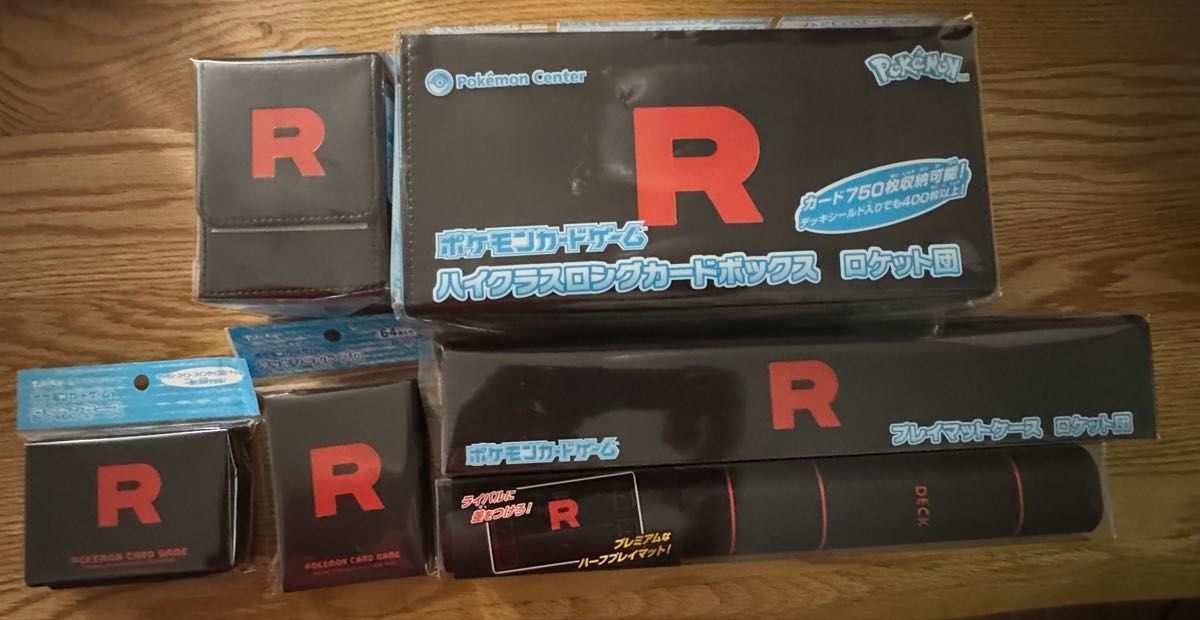 R
Pokémon Center
POKÉMON
R
カード750枚収納可能!
デッキシールド入りでも400枚以上!
ポケモンカードゲーム
ハイクラスロングカードボックス ロケット団
64
R
POKEMON CARD GAME
R
POKEMON CARD GAME
R
ポケモンカードゲーム
プレイマットケース ロケット団
ライバルに
差をつけろ!
R
プレミアムな
ハーフプレイマット!
DECK